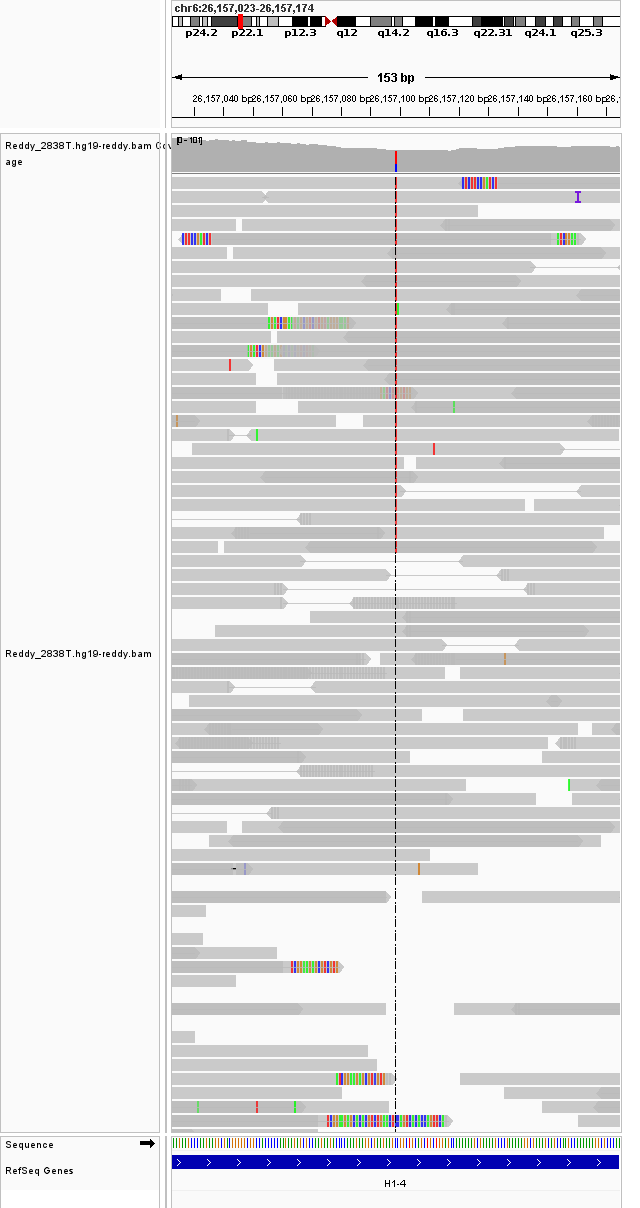 chr6:26,157,023-26,157,174
p24.2 p22.1 p12.3 q12 q14.2 q16.3 q22.31 q24.1 q25.3
153 bp
26,157,040 bp 26,157,060 bp 26,157,080 bp 26,157,100 bp 26,157,120 bp 26,157,140 bp 26,157,160 bp 26,1
Reddy_2838T.hg19-reddy.bam Cov
age
[0 - 101]
Reddy_2838T.hg19-reddy.bam
Sequence
RefSeq Genes
H1-4